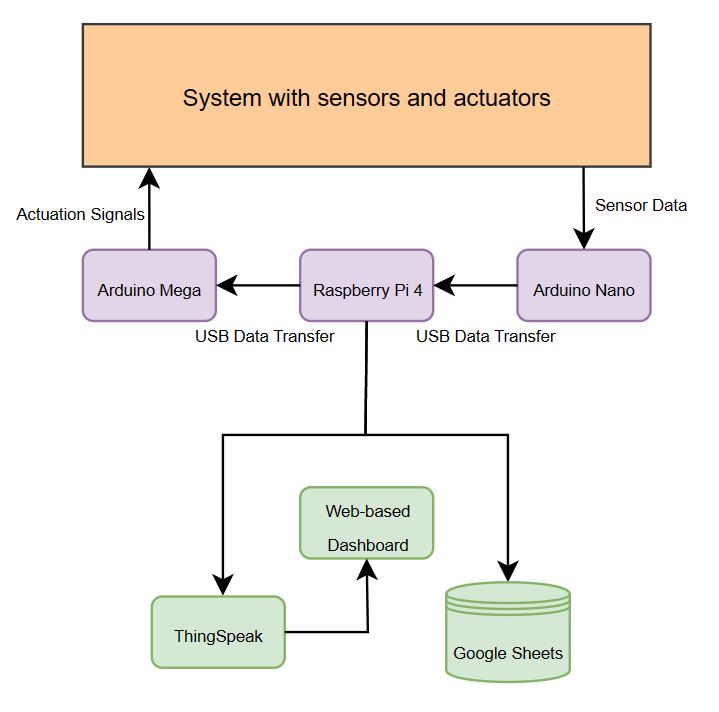 System with sensors and actuators
Actuation Signals
Sensor Data
Arduino Mega
Raspberry Pi 4
Arduino Nano
USB Data Transfer
USB Data Transfer
Web-based
Dashboard
ThingSpeak
Google Sheets